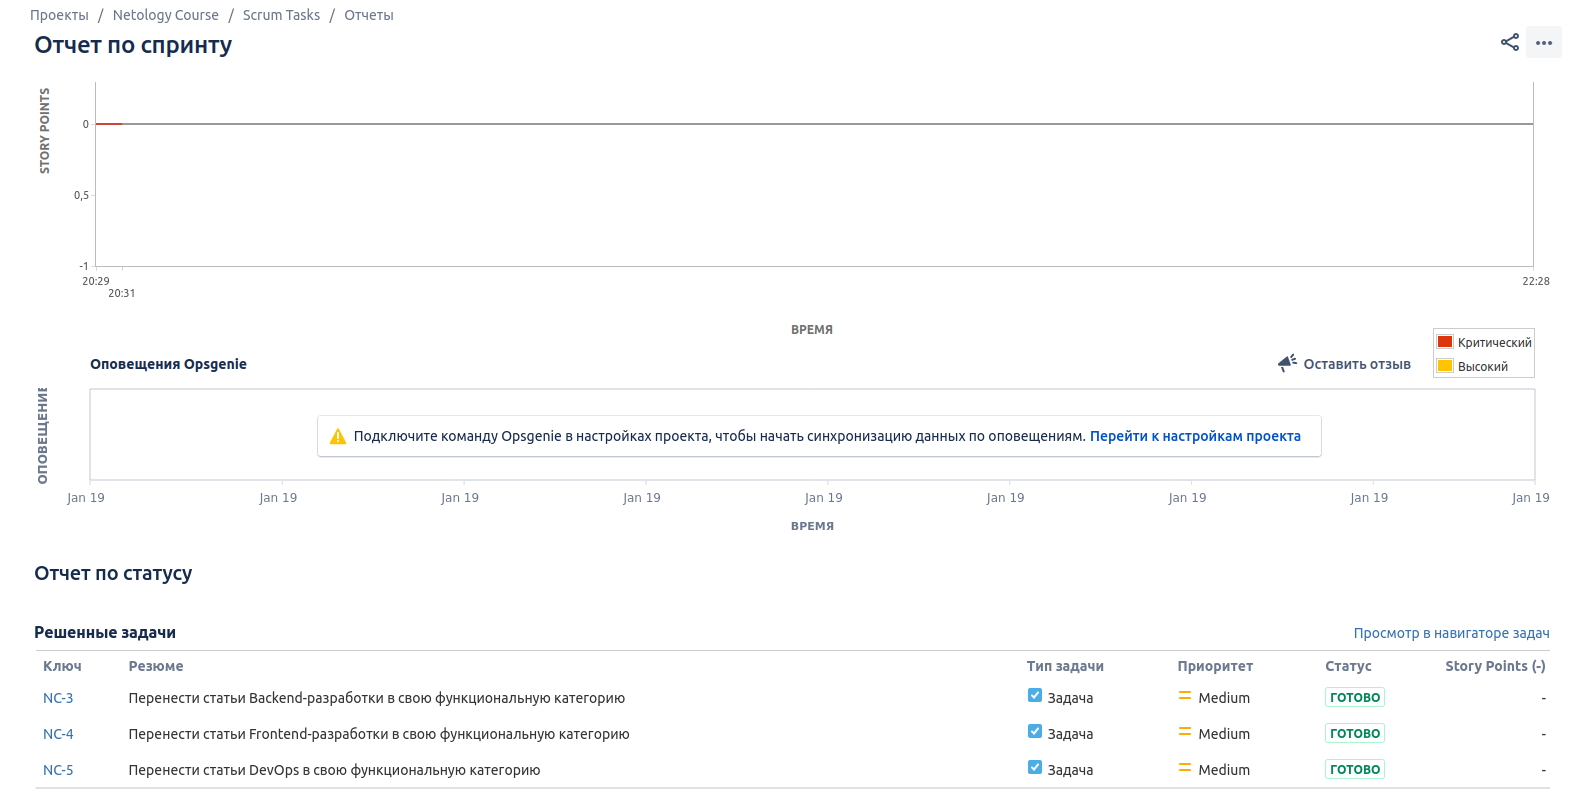 Проекты / Netology Course / Scrum Tasks / Отчеты
Отчет по спринту
STORY POINTS
0
0,5
-1
20:29
20:31
22:28
ВРЕМЯ
Критический
Высокий
Оповещения Opsgenie
Оставить отзыв
ОПОВЕЩЕНИЕ
Подключите команду Opsgenie в настройках проекта, чтобы начать синхронизацию данных по оповещениям. Перейти к настройкам проекта
Jan 19 Jan 19 Jan 19 Jan 19 Jan 19 Jan 19 Jan 19 Jan 19 Jan 19
ВРЕМЯ
Отчет по статусу
Решенные задачи Просмотр в навигаторе задач
Ключ Резюме Тип задачи Приоритет Статус Story Points (-)
NC-3 Перенести статьи Backend-разработки в свою функциональную категорию Задача Medium ГОТОВО -
NC-4 Перенести статьи Frontend-разработки в свою функциональную категорию Задача Medium ГОТОВО -
NC-5 Перенести статьи DevOps в свою функциональную категорию Задача Medium ГОТОВО -